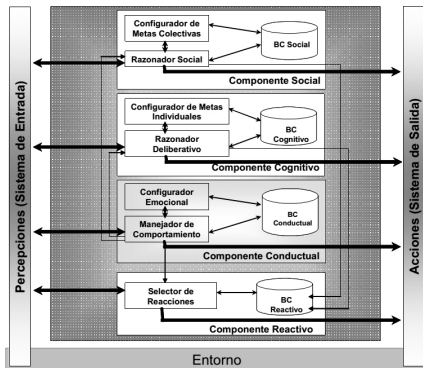 Percepciones (Sistema de Entrada)
Configurador de
Metas Colectivas
Razonador Social
BC Social
Componente Social
Configurador de Metas
Individuales
Razonador
Deliberativo
BC
Cognitivo
Componente Cognitivo
Configurador
Emocional
Manejador de
Comportamiento
BC
Conductual
Componente Conductual
Selector de
Reacciones
BC
Reactivo
Componente Reactivo
Acciones (Sistema de Salida)
Entorno